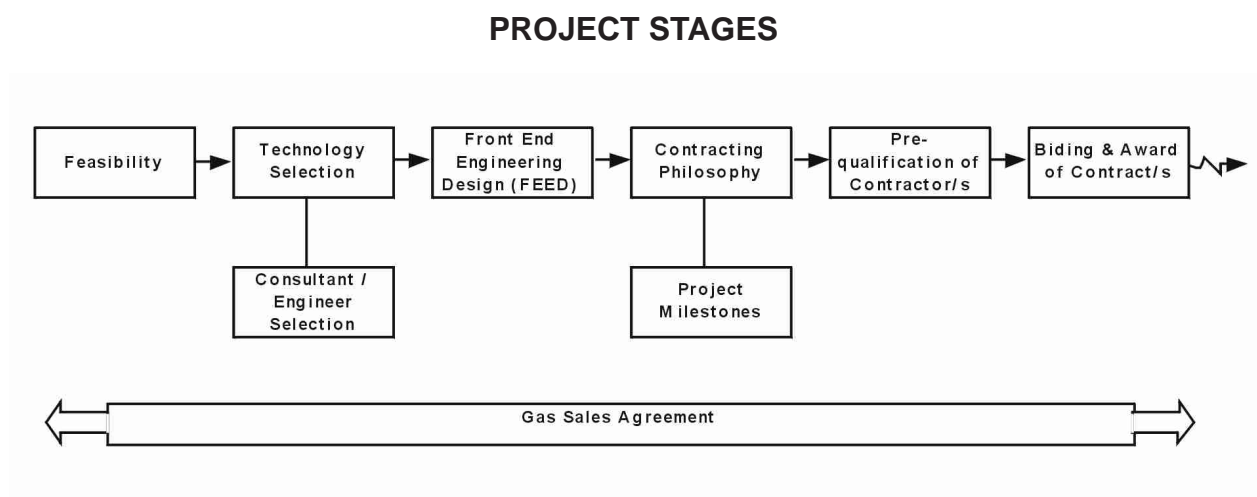 PROJECT STAGES
Feasibility
Technology
Selection
Front End
Engineering
Design (FEED)
Contracting
Philosophy
Pre-
qualification of
Contractor/s
Biding & Award
of Contract/s
Consultant /
Engineer
Selection
Project
Milestones
Gas Sales Agreement